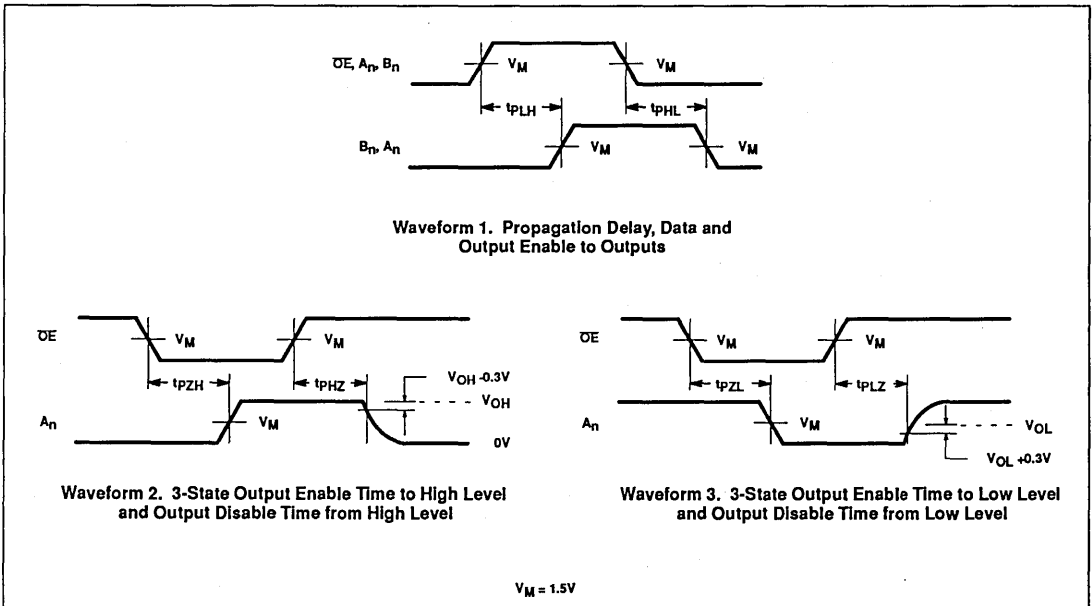 OE, An, Bn
VM
VM
tPLH
tPHL
Bn, An
VM
VM
Waveform 1. Propagation Delay, Data and
Output Enable to Outputs
OE
VM
VM
tPZH
tPHZ
VOH -0.3V
VOH
An
VM
0V
Waveform 2. 3-State Output Enable Time to High Level
and Output Disable Time from High Level
OE
VM
VM
tPZL
tPLZ
An
VM
VOL
VOL +0.3V
Waveform 3. 3-State Output Enable Time to Low Level
and Output Disable Time from Low Level
VM = 1.5V